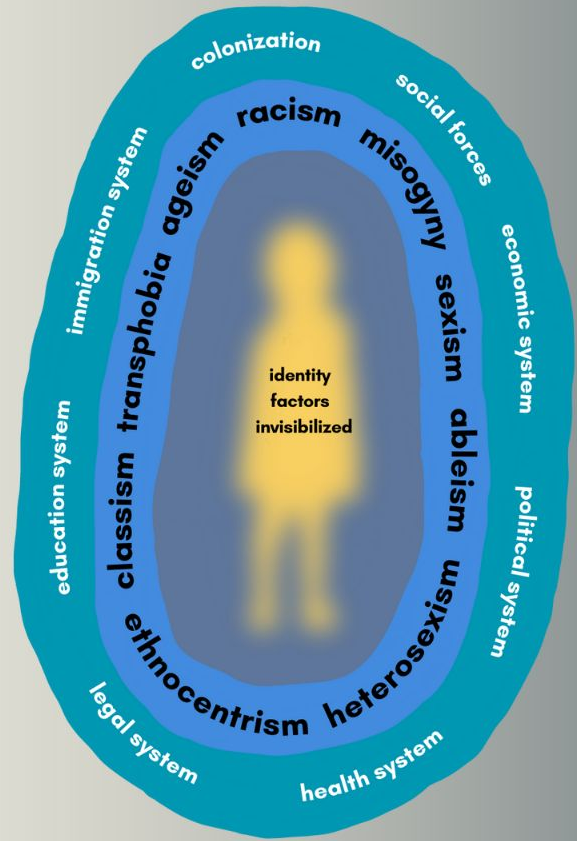 colonization
social forces
economic system
political system
health system
legal system
education system
immigration system
racism
misogyny
sexism
ableism
heterosexism
ethnocentrism
classism
transphobia
ageism
identity
factors
invisibilized